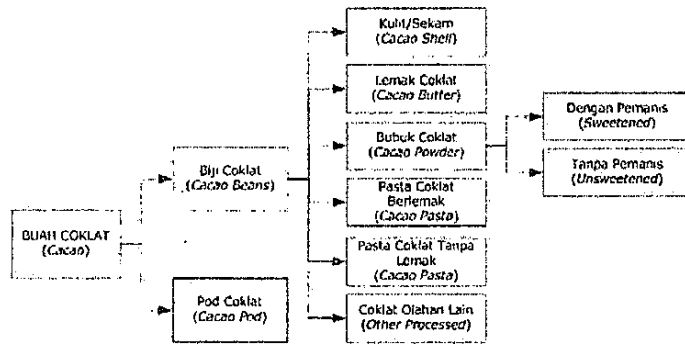 Kulit/Sekam
(Cacao Shell)
Lemak Coklat
(Cacao Butter)
Bubuk Coklat
(Cacao Powder)
Dengan Pemanis
(Sweetened)
Tanpa Pemanis
(Unsweetened)
Biji Coklat
(Cacao Beans)
Pasta Coklat
Berlemak
(Cacao Pasta)
BUAH COKLAT
(Cacao)
Pasta Coklat Tanpa
Lemak
(Cacao Pasta)
Pod Coklat
(Cacao Pod)
Coklat Olahan Lain
(Other Processed)